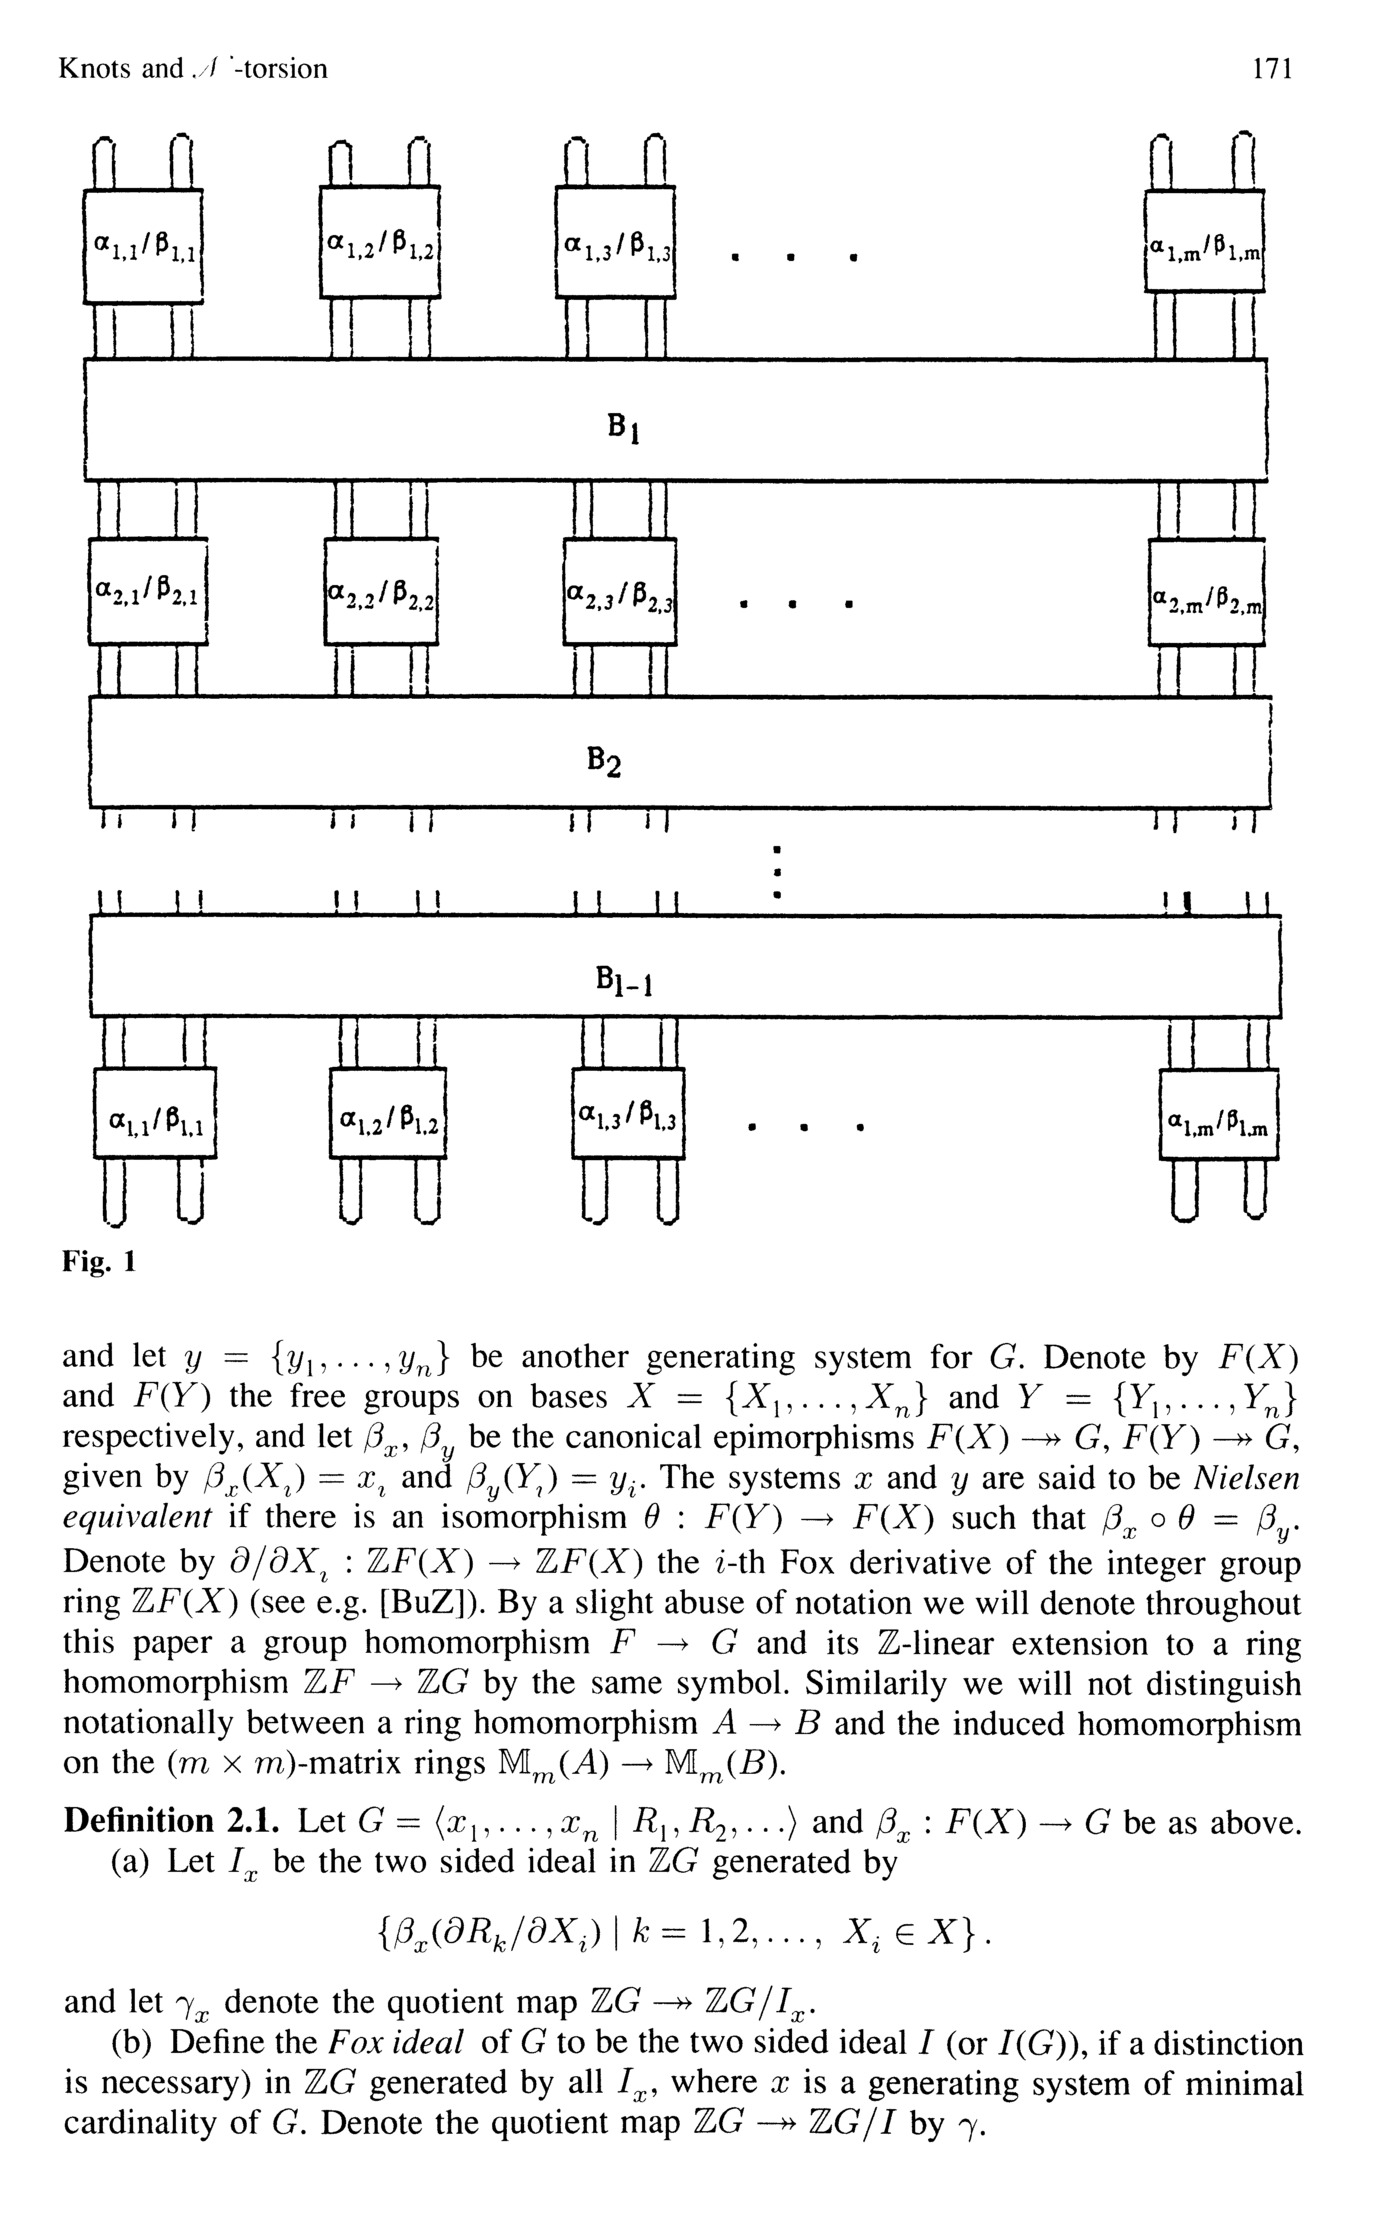 Knots and 𝒩-torsion 171
α1,1/β1,1 α1,2/β1,2 α1,3/β1,3 . . . α1,m/β1,m
B1
α2,1/β2,1 α2,2/β2,2 α2,3/β2,3 . . . α2,m/β2,m
B2
⋮
Bl-1
αl,1/βl,1 αl,2/βl,2 αl,3/βl,3 . . . αl,m/βl,m
Fig. 1
and let y = {y₁, . . . , yₙ} be another generating system for G. Denote by F(X)
and F(Y) the free groups on bases X = {X₁, . . . , Xₙ} and Y = {Y₁, . . . , Yₙ}
respectively, and let βₓ, β_y be the canonical epimorphisms F(X) ↠ G, F(Y) ↠ G,
given by βₓ(Xᵢ) = xᵢ and β_y(Yᵢ) = yᵢ. The systems x and y are said to be Nielsen
equivalent if there is an isomorphism θ : F(Y) → F(X) such that βₓ ∘ θ = β_y.
Denote by ∂/∂Xᵢ : ℤF(X) → ℤF(X) the i-th Fox derivative of the integer group
ring ℤF(X) (see e.g. [BuZ]). By a slight abuse of notation we will denote throughout
this paper a group homomorphism F → G and its ℤ-linear extension to a ring
homomorphism ℤF → ℤG by the same symbol. Similarily we will not distinguish
notationally between a ring homomorphism A → B and the induced homomorphism
on the (m × m)-matrix rings 𝕄ₘ(A) → 𝕄ₘ(B).
Definition 2.1. Let G = ⟨x₁, . . . , xₙ | R₁, R₂, . . .⟩ and βₓ : F(X) → G be as above.
(a) Let Iₓ be the two sided ideal in ℤG generated by
{βₓ(∂Rₖ/∂Xᵢ) | k = 1, 2, . . . , Xᵢ ∈ X} .
and let γₓ denote the quotient map ℤG ↠ ℤG/Iₓ.
(b) Define the Fox ideal of G to be the two sided ideal I (or I(G)), if a distinction
is necessary) in ℤG generated by all Iₓ, where x is a generating system of minimal
cardinality of G. Denote the quotient map ℤG ↠ ℤG/I by γ.